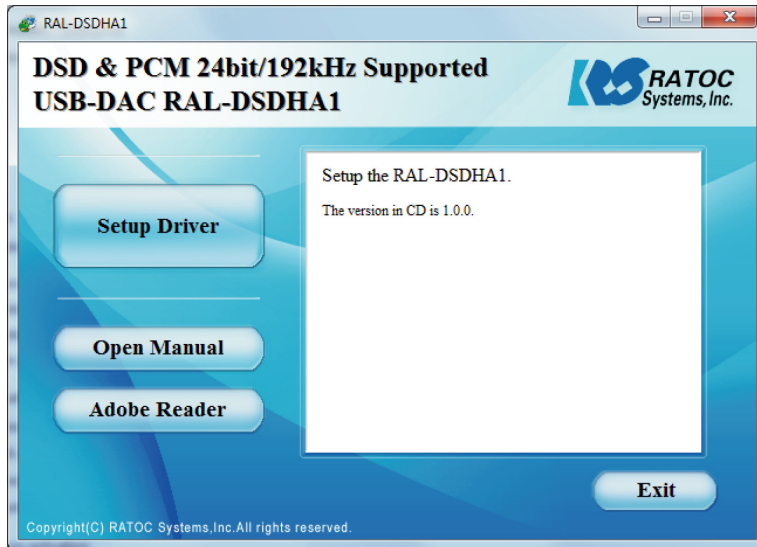 RAL-DSDHA1
DSD & PCM 24bit/192kHz Supported
USB-DAC RAL-DSDHA1
RATOC
Systems, Inc.
Setup Driver
Setup the RAL-DSDHA1.
The version in CD is 1.0.0.
Open Manual
Adobe Reader
Exit
Copyright(C) RATOC Systems,Inc.All rights reserved.